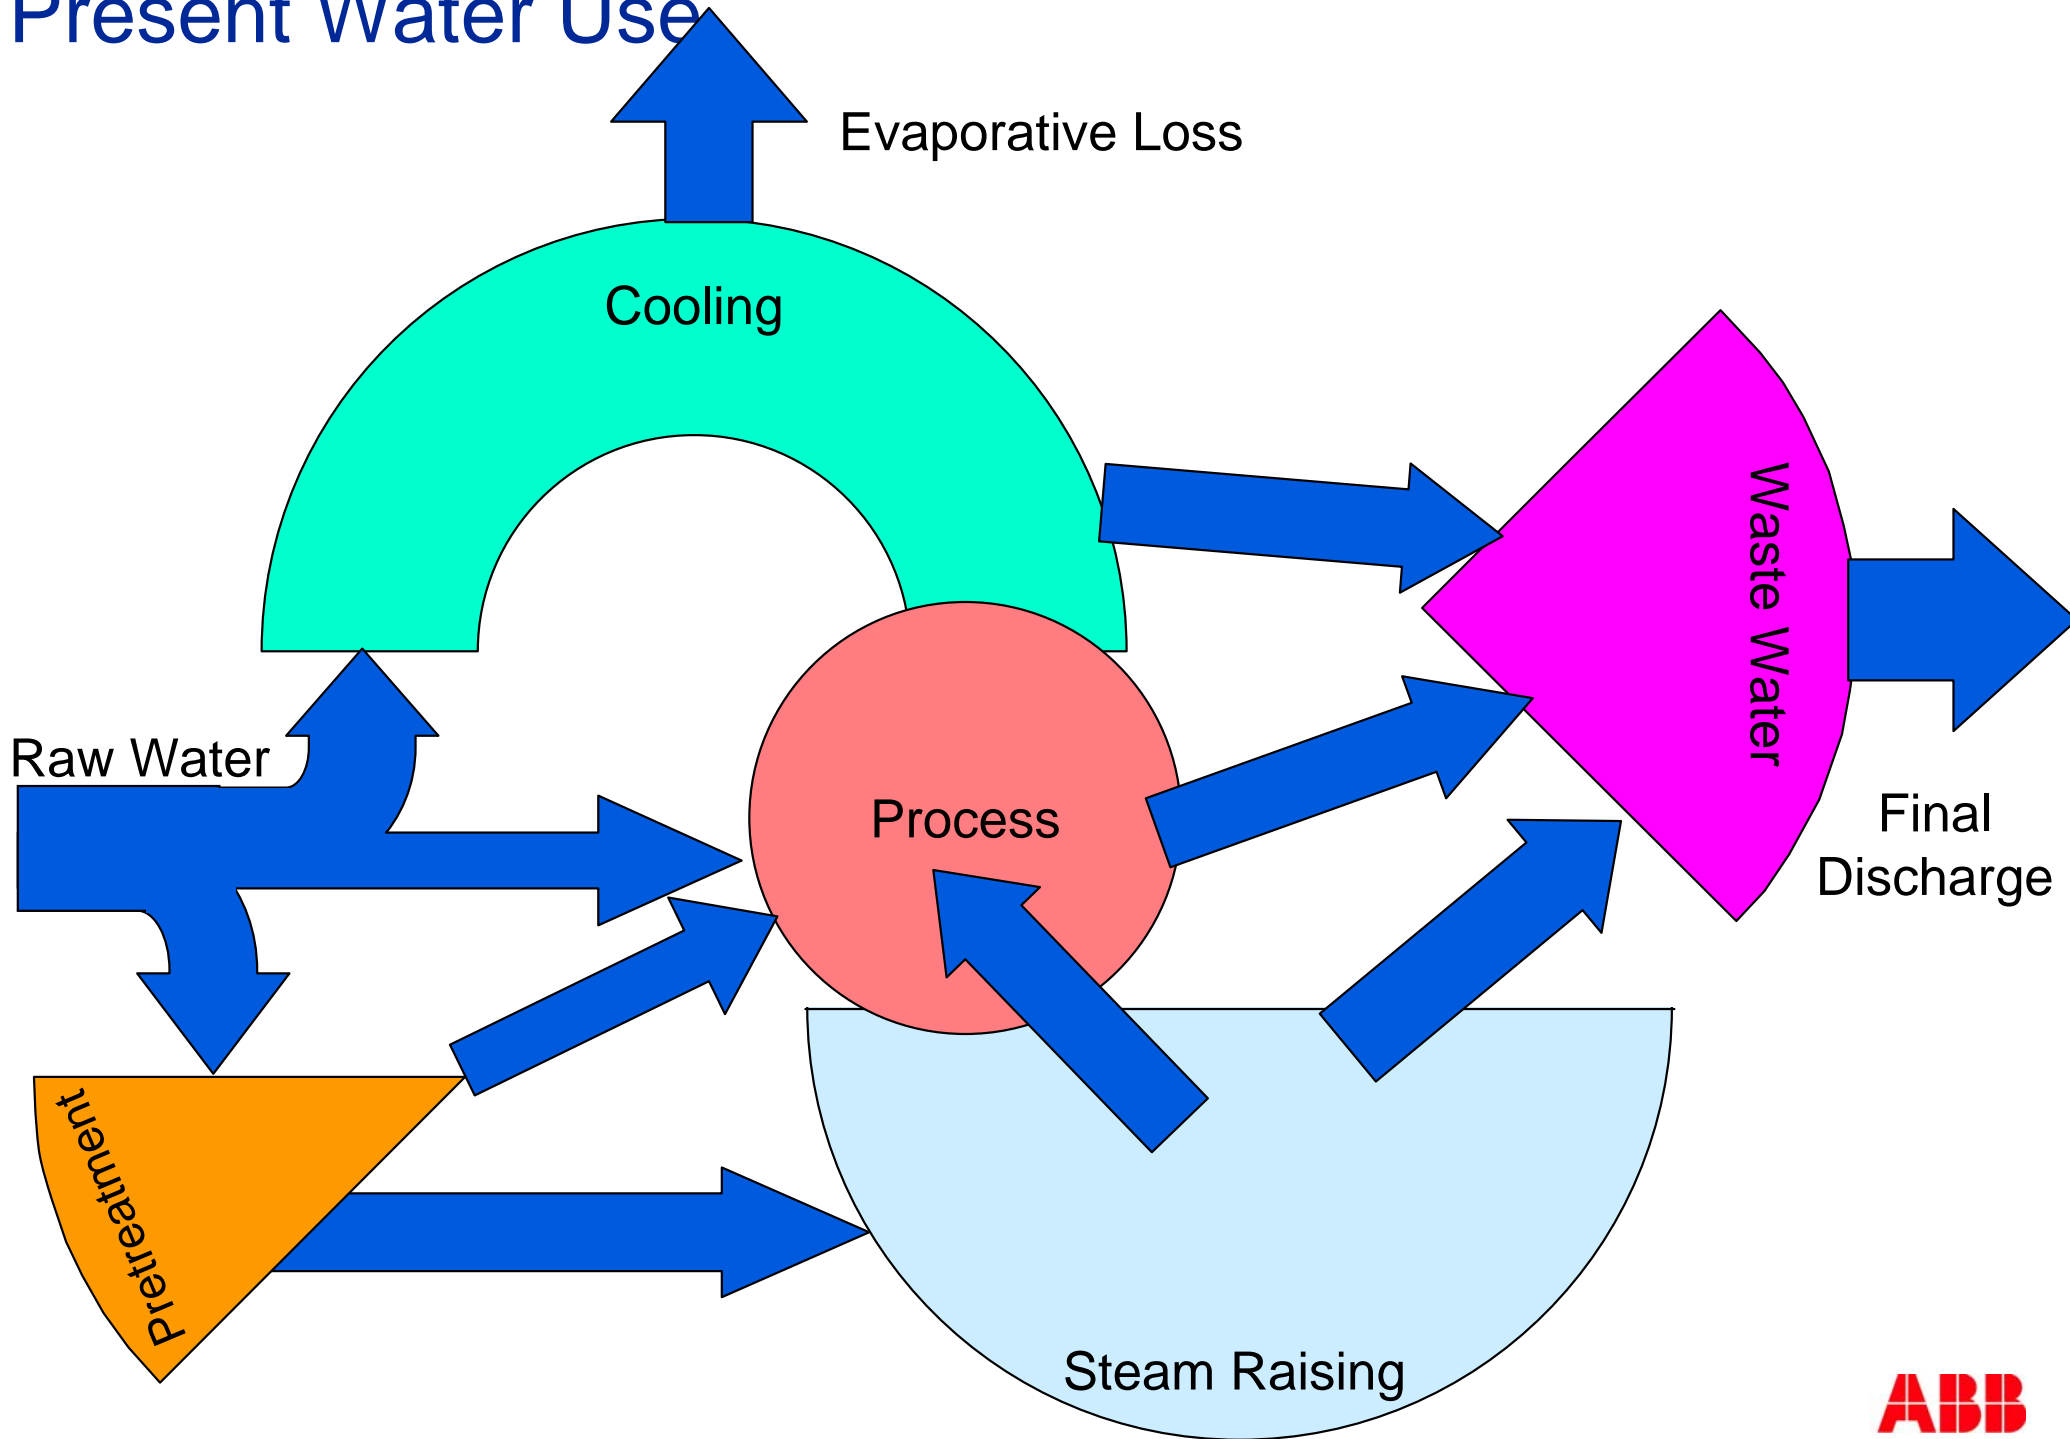 Present Water Use
Evaporative Loss
Cooling
Waste Water
Raw Water
Process
Final
Discharge
Pretreatment
Steam Raising
ABB